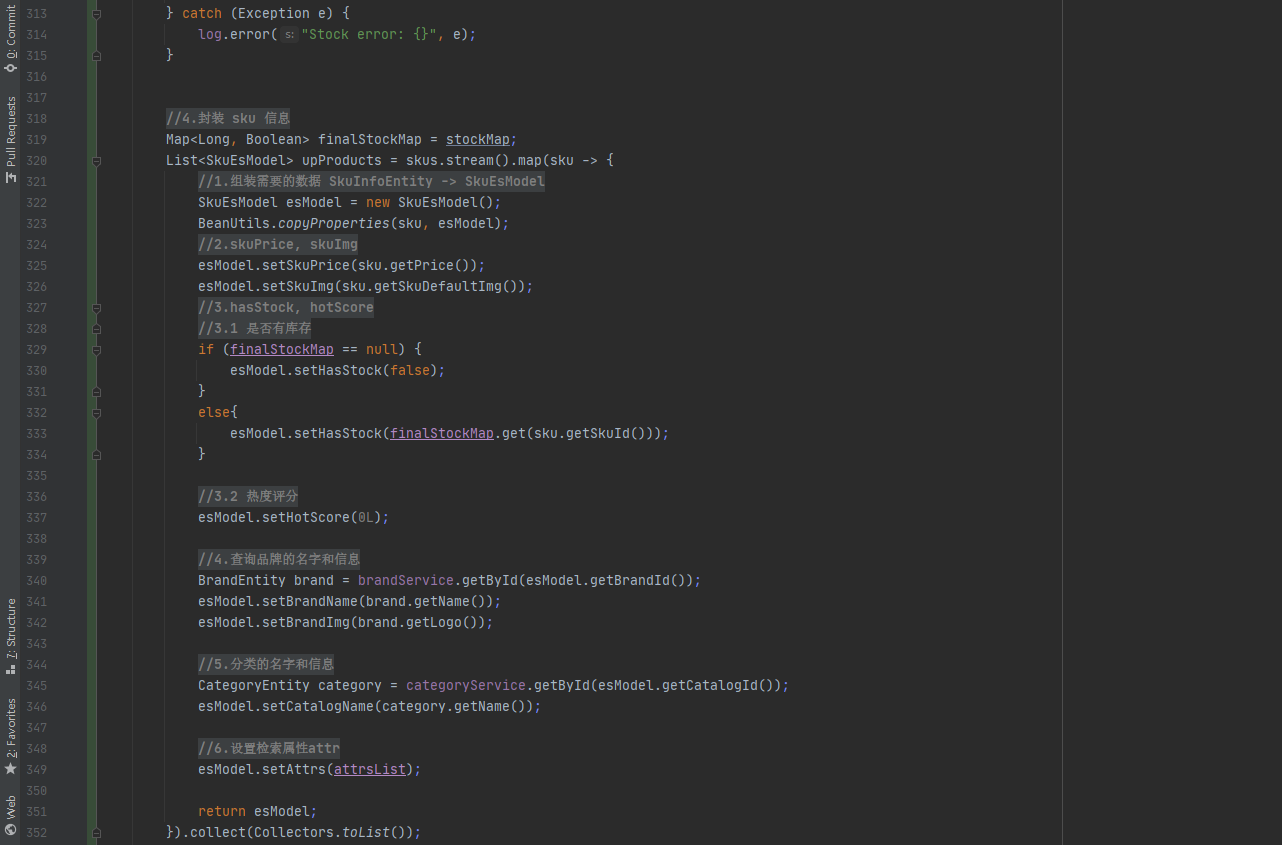 0: Commit
Pull Requests
7: Structure
2: Favorites
Web
313 } catch (Exception e) {
314 log.error( s: "Stock error: {}", e);
315 }
316
317
318 //4.封装 sku 信息
319 Map<Long, Boolean> finalStockMap = stockMap;
320 List<SkuEsModel> upProducts = skus.stream().map(sku -> {
321 //1.组装需要的数据 SkuInfoEntity -> SkuEsModel
322 SkuEsModel esModel = new SkuEsModel();
323 BeanUtils.copyProperties(sku, esModel);
324 //2.skuPrice, skuImg
325 esModel.setSkuPrice(sku.getPrice());
326 esModel.setSkuImg(sku.getSkuDefaultImg());
327 //3.hasStock, hotScore
328 //3.1 是否有库存
329 if (finalStockMap == null) {
330 esModel.setHasStock(false);
331 }
332 else{
333 esModel.setHasStock(finalStockMap.get(sku.getSkuId()));
334 }
335
336 //3.2 热度评分
337 esModel.setHotScore(0L);
338
339 //4.查询品牌的名字和信息
340 BrandEntity brand = brandService.getById(esModel.getBrandId());
341 esModel.setBrandName(brand.getName());
342 esModel.setBrandImg(brand.getLogo());
343
344 //5.分类的名字和信息
345 CategoryEntity category = categoryService.getById(esModel.getCatalogId());
346 esModel.setCatalogName(category.getName());
347
348 //6.设置检索属性attr
349 esModel.setAttrs(attrsList);
350
351 return esModel;
352 }).collect(Collectors.toList());